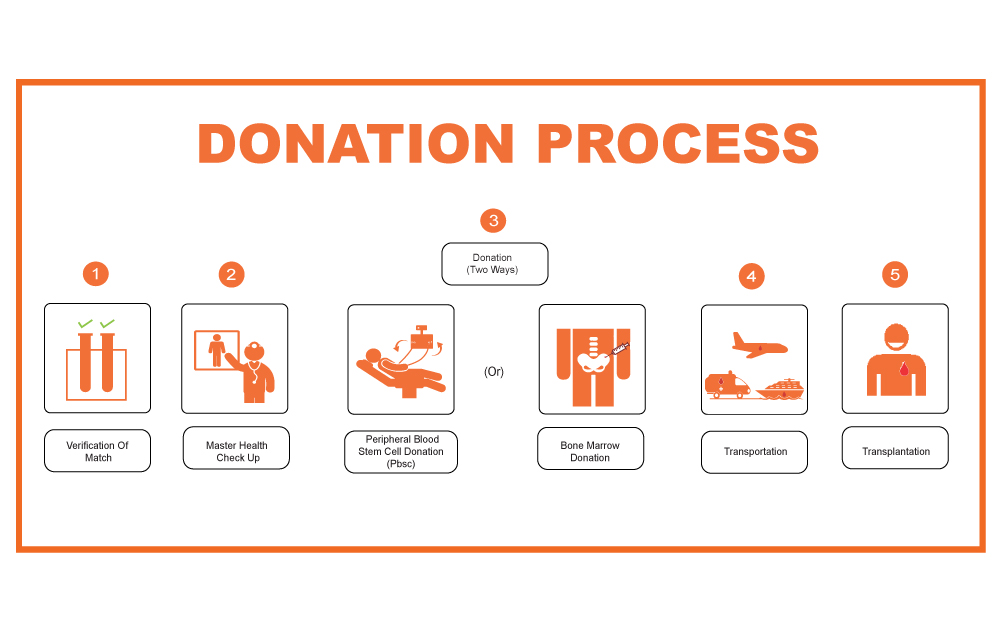 DONATION PROCESS
1
Verification Of
Match
2
Master Health
Check Up
3
Donation
(Two Ways)
Peripheral Blood
Stem Cell Donation
(Pbsc)
(Or)
Bone Marrow
Donation
4
Transportation
5
Transplantation